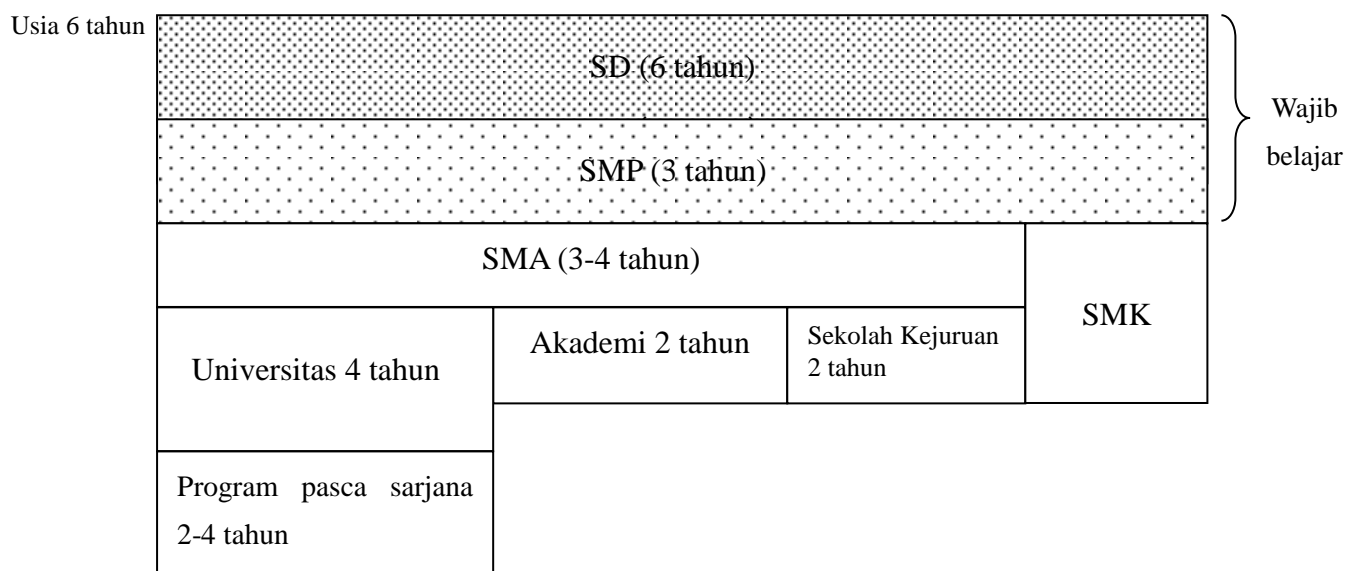 Usia 6 tahun
SD (6 tahun)
Wajib
belajar
SMP (3 tahun)
SMA (3-4 tahun)
SMK
Universitas 4 tahun
Akademi 2 tahun
Sekolah Kejuruan
2 tahun
Program pasca sarjana
2-4 tahun